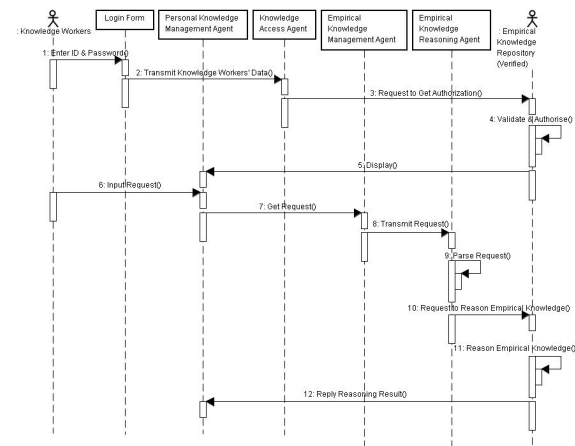 : Knowledge Workers
Login Form
Personal Knowledge
Management Agent
Knowledge
Access Agent
Empirical
Knowledge
Management Agent
Empirical
Knowledge
Reasoning Agent
: Empirical
Knowledge
Repository
(Verified)
1: Enter ID & Password()
2: Transmit Knowledge Workers' Data()
3: Request to Get Authorization()
4: Validate & Authorise()
5: Display()
6: Input Request()
7: Get Request()
8: Transmit Request()
9: Parse Request()
10: Request to Reason Empirical Knowledge()
11: Reason Empirical Knowledge()
12: Reply Reasoning Result()